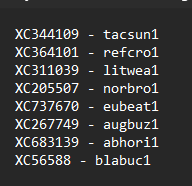 XC344109 - tacsun1
XC364101 - refcro1
XC311039 - litwea1
XC205507 - norbro1
XC737670 - eubeat1
XC267749 - augbuz1
XC683139 - abhori1
XC56588 - blabuc1